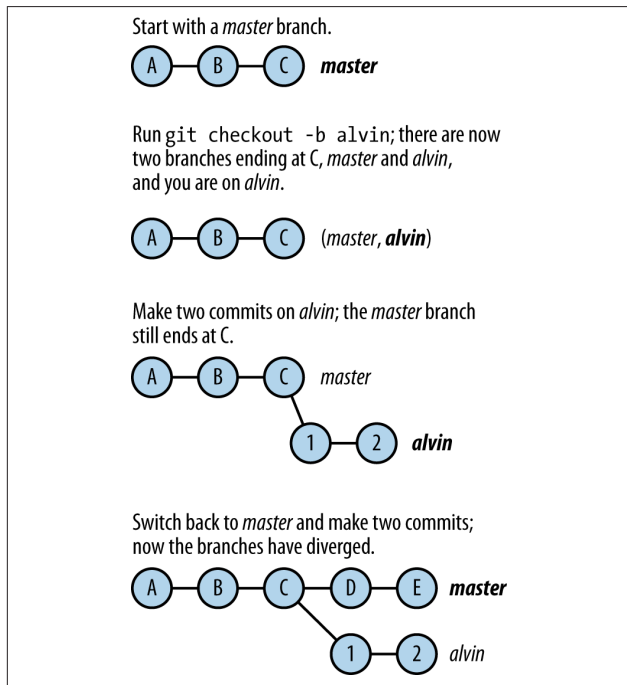 Start with a master branch.
A B C master
Run git checkout -b alvin; there are now
two branches ending at C, master and alvin,
and you are on alvin.
A B C (master, alvin)
Make two commits on alvin; the master branch
still ends at C.
A B C master
1 2 alvin
Switch back to master and make two commits;
now the branches have diverged.
A B C D E master
1 2 alvin